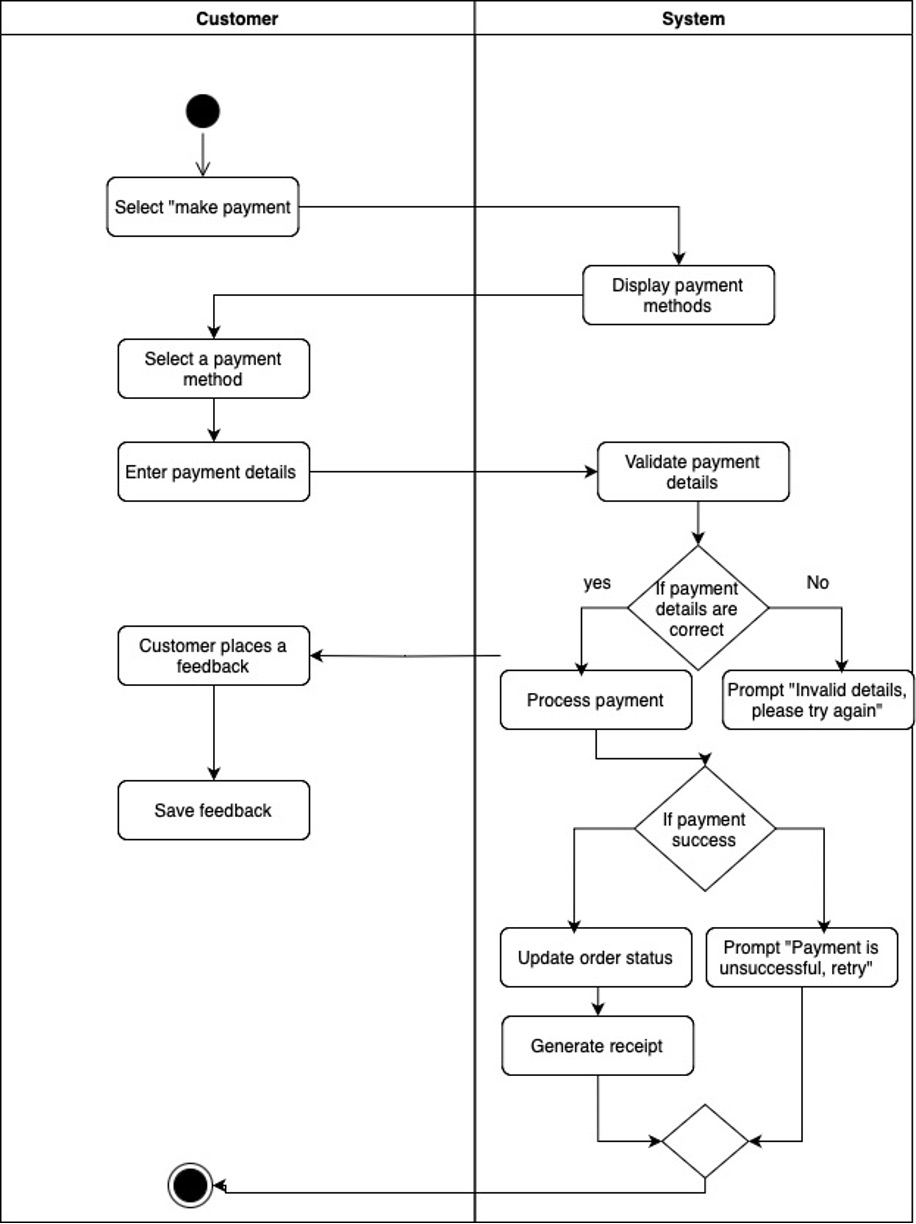 Customer
System
Select "make payment
Display payment
methods
Select a payment
method
Enter payment details
Validate payment
details
yes
No
If payment
details are
correct
Customer places a
feedback
Process payment
Prompt "Invalid details,
please try again"
Save feedback
If payment
success
Update order status
Prompt "Payment is
unsuccessful, retry"
Generate receipt